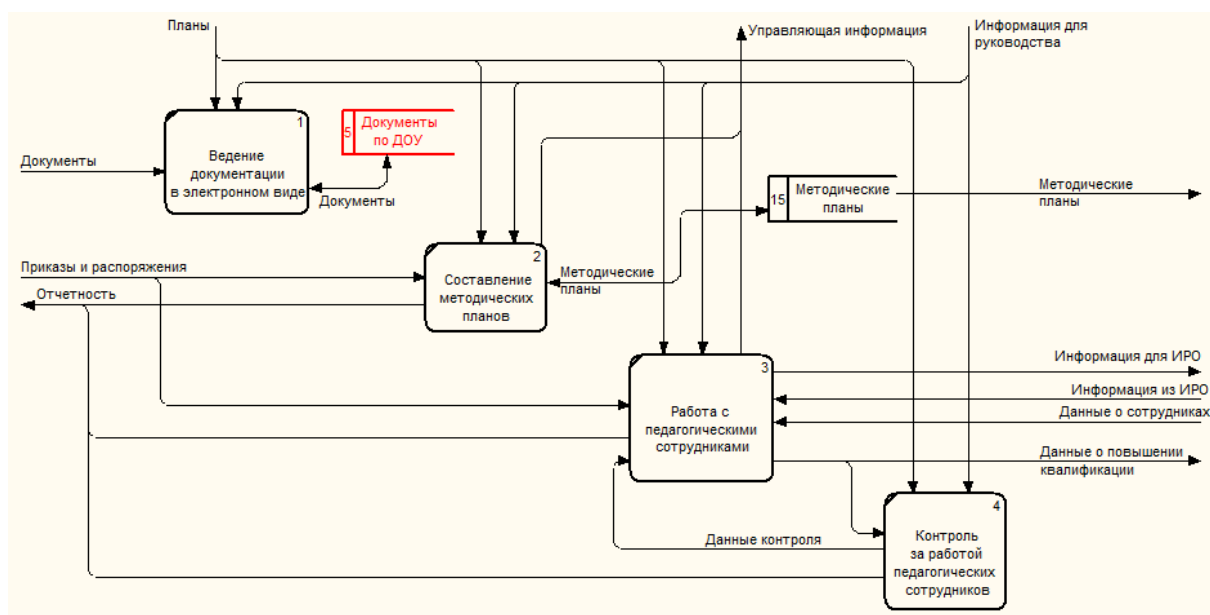 Планы
Управляющая информация
Информация для
руководства
1
Ведение
документации
в электронном виде
5
Документы
по ДОУ
Документы
Документы
15
Методические
планы
Методические
планы
2
Составление
методических
планов
Методические
планы
Приказы и распоряжения
Отчетность
3
Работа с
педагогическими
сотрудниками
Информация для ИРО
Информация из ИРО
Данные о сотрудниках
Данные о повышении
квалификации
4
Контроль
за работой
педагогических
сотрудников
Данные контроля